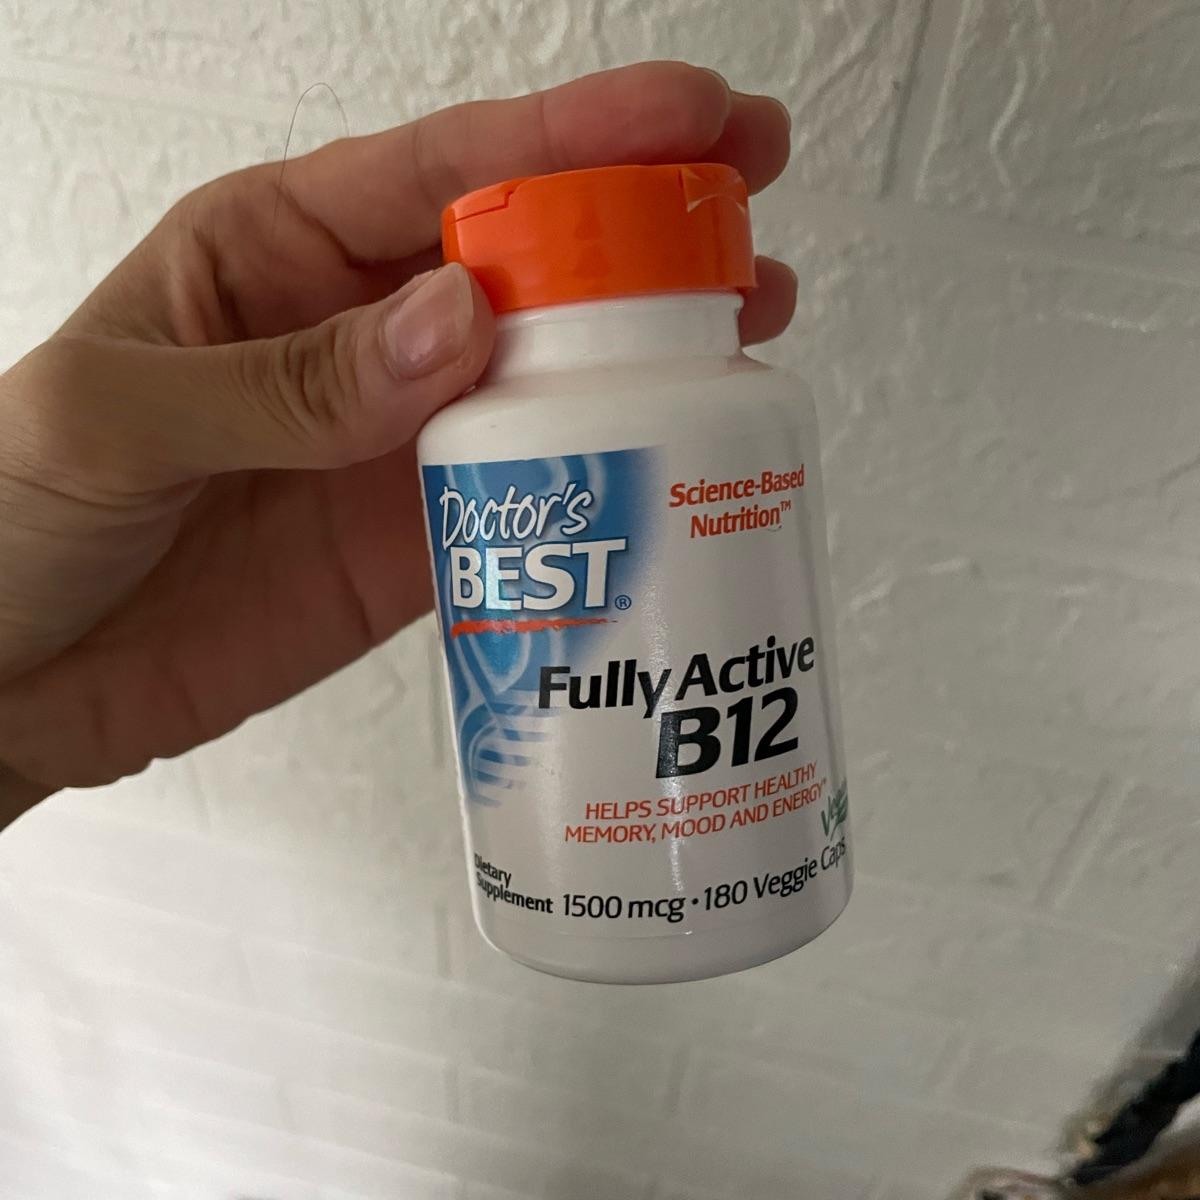 Doctor's
BEST®
Science-Based
Nutrition™
Fully Active
B12
HELPS SUPPORT HEALTHY
MEMORY, MOOD AND ENERGY*
Dietary
Supplement
1500 mcg • 180 Veggie Caps